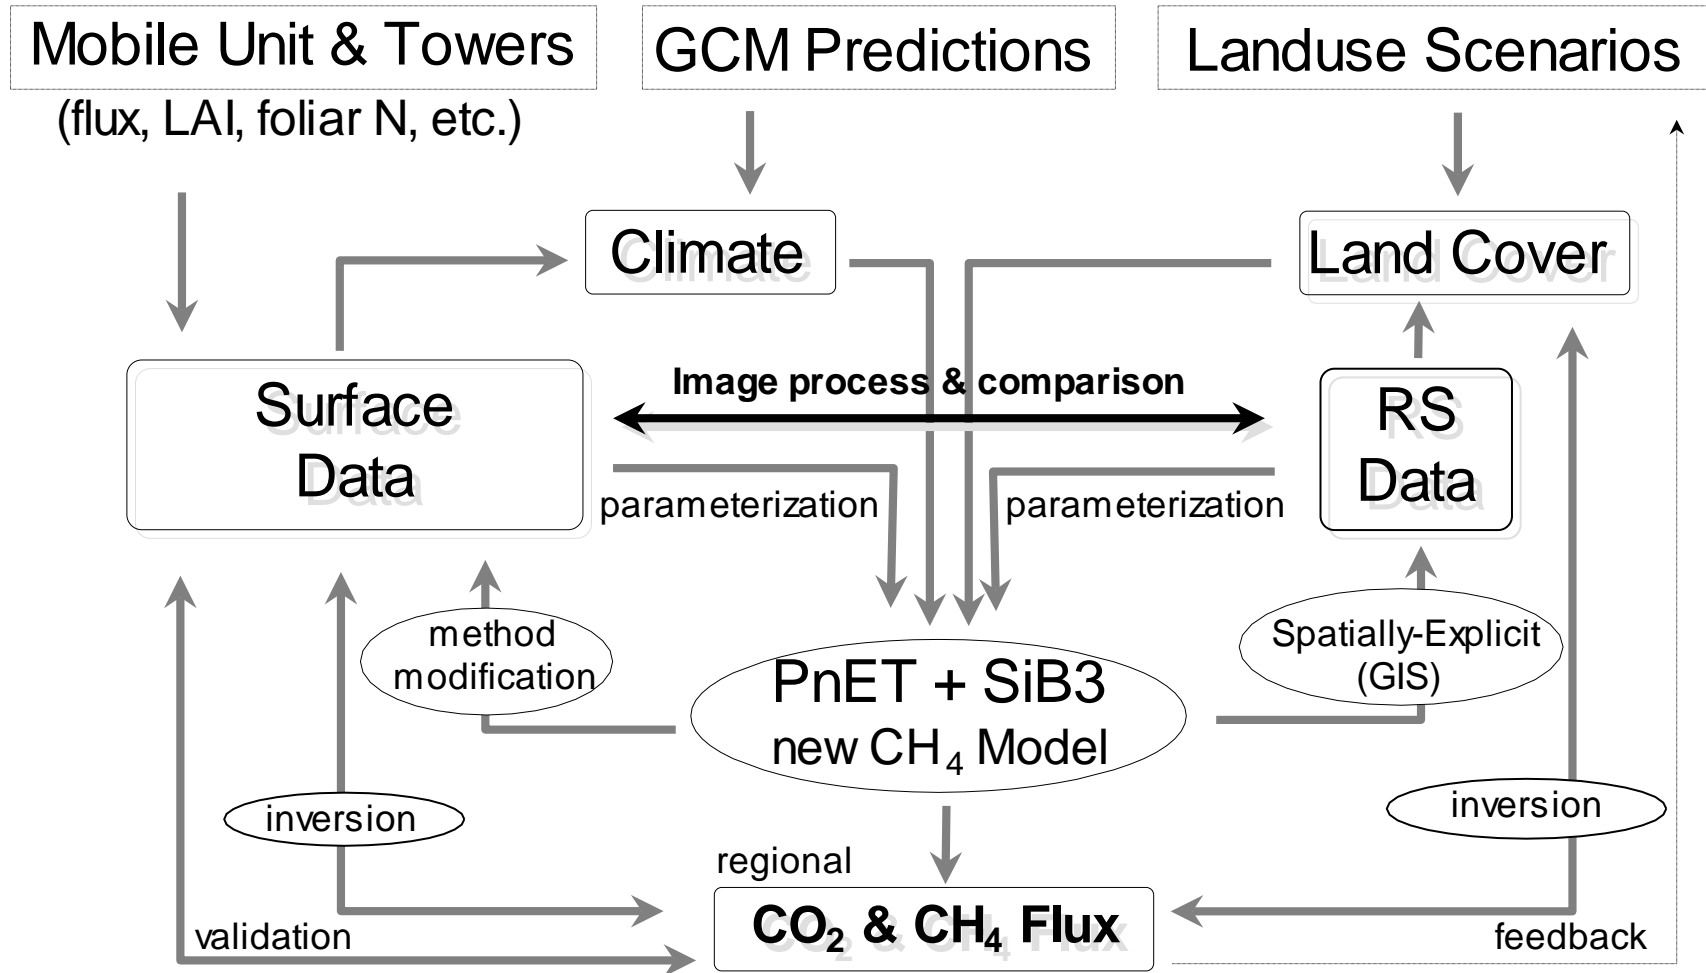 Mobile Unit & Towers
(flux, LAI, foliar N, etc.)
GCM Predictions
Landuse Scenarios
Climate
Land Cover
Surface
Data
Image process & comparison
RS
Data
parameterization
parameterization
method
modification
PnET + SiB3
new CH₄ Model
Spatially-Explicit
(GIS)
inversion
inversion
regional
CO₂ & CH₄ Flux
validation
feedback